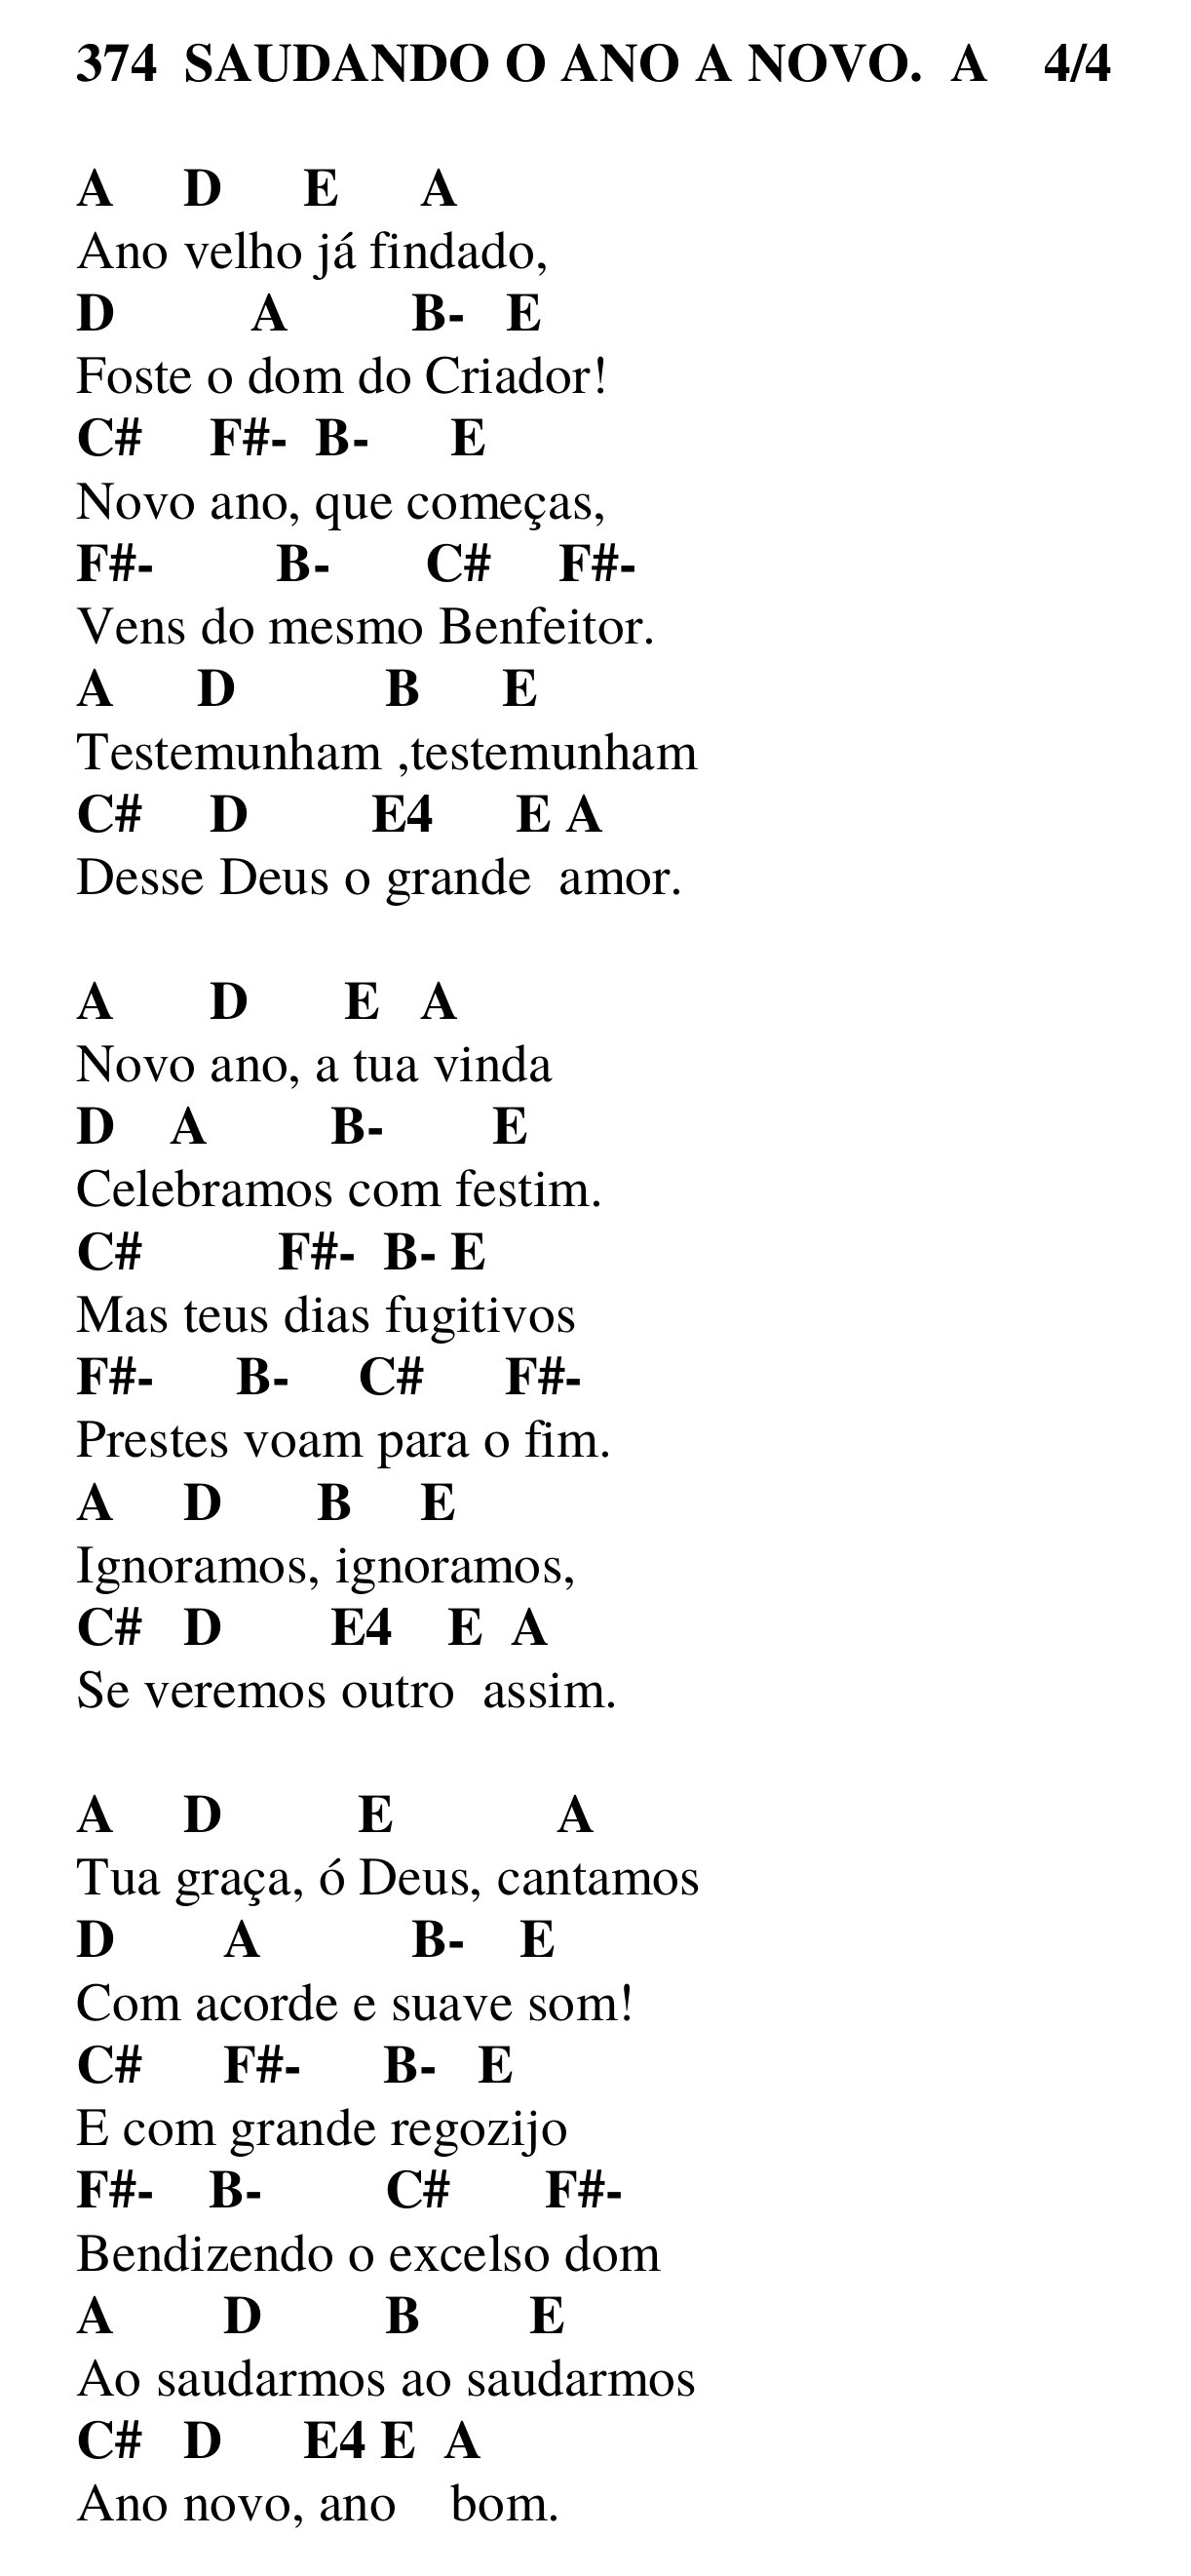 374  SAUDANDO O ANO A NOVO.  A    4/4
A     D      E      A
Ano velho já findado,
D          A         B-   E
Foste o dom do Criador!
C#     F#-  B-      E
Novo ano, que começas,
F#-         B-       C#     F#-
Vens do mesmo Benfeitor.
A      D           B      E
Testemunham ,testemunham
C#     D         E4      E A
Desse Deus o grande  amor.
A       D       E   A
Novo ano, a tua vinda
D    A         B-        E
Celebramos com festim.
C#          F#-  B- E
Mas teus dias fugitivos
F#-      B-     C#      F#-
Prestes voam para o fim.
A     D       B     E
Ignoramos, ignoramos,
C#   D        E4    E  A
Se veremos outro  assim.
A     D          E            A
Tua graça, ó Deus, cantamos
D        A           B-    E
Com acorde e suave som!
C#      F#-      B-   E
E com grande regozijo
F#-    B-         C#       F#-
Bendizendo o excelso dom
A        D         B        E
Ao saudarmos ao saudarmos
C#   D      E4 E  A
Ano novo, ano    bom.